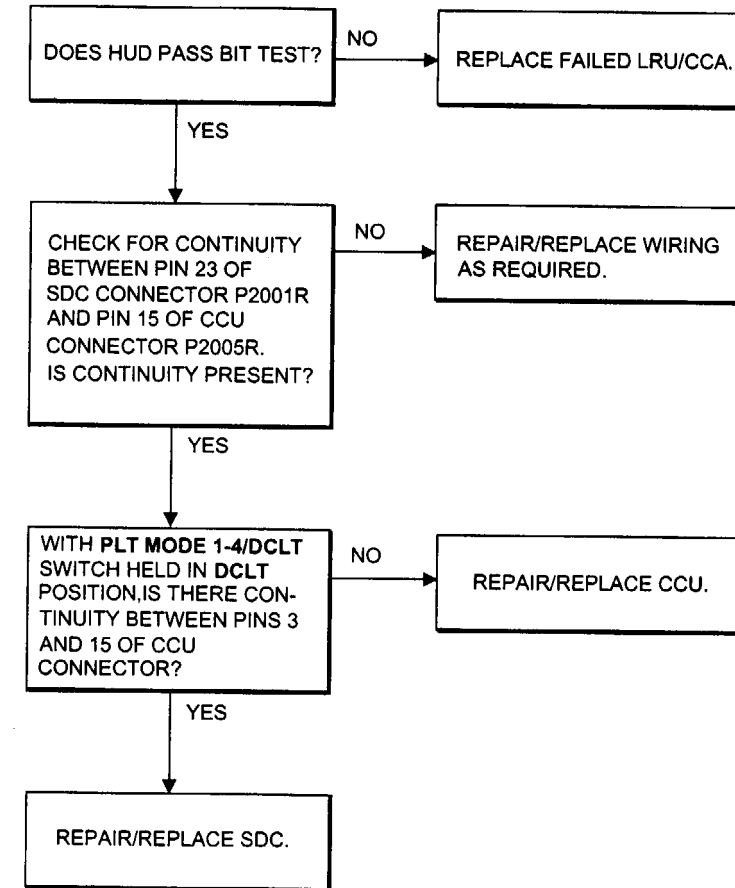 DOES HUD PASS BIT TEST?
NO
REPLACE FAILED LRU/CCA.
YES
CHECK FOR CONTINUITY
BETWEEN PIN 23 OF
SDC CONNECTOR P2001R
AND PIN 15 OF CCU
CONNECTOR P2005R.
IS CONTINUITY PRESENT?
NO
REPAIR/REPLACE WIRING
AS REQUIRED.
YES
WITH PLT MODE 1-4/DCLT
SWITCH HELD IN DCLT
POSITION,IS THERE CON-
TINUITY BETWEEN PINS 3
AND 15 OF CCU
CONNECTOR?
NO
REPAIR/REPLACE CCU.
YES
REPAIR/REPLACE SDC.